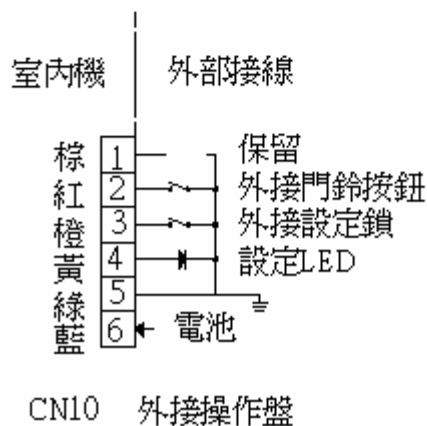 室內機 外部接線
棕 1 保留
紅 2 外接門鈴按鈕
橙 3 外接設定鎖
黃 4 設定LED
綠 5
藍 6 電池
CN10 外接操作盤